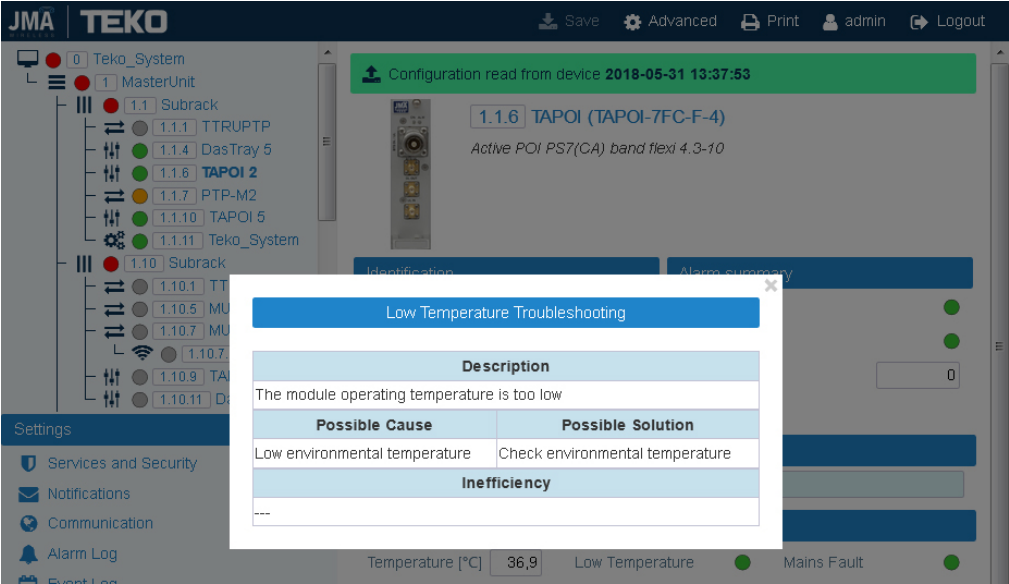 JMA WIRELESS TEKO Save Advanced Print admin Logout
0 Teko_System
1 MasterUnit
1.1 Subrack
1.1.1 TTRUPTP
1.1.4 DasTray 5
1.1.6 TAPOI 2
1.1.7 PTP-M2
1.1.10 TAPOI 5
1.1.11 Teko_System
1.10 Subrack
1.10.1 TT
1.10.5 MU
1.10.7 MU
1.10.7.
1.10.9 TA
1.10.11 Da
Settings
Services and Security
Notifications
Communication
Alarm Log
Event Log
Configuration read from device 2018-05-31 13:37:53
1.1.6 TAPOI (TAPOI-7FC-F-4)
Active POI PS7(CA) band flexi 4.3-10
Identification Alarm summary
0
Low Temperature Troubleshooting
Description
The module operating temperature is too low
Possible Cause Possible Solution
Low environmental temperature Check environmental temperature
Inefficiency
---
Temperature [°C] 36,9 Low Temperature Mains Fault